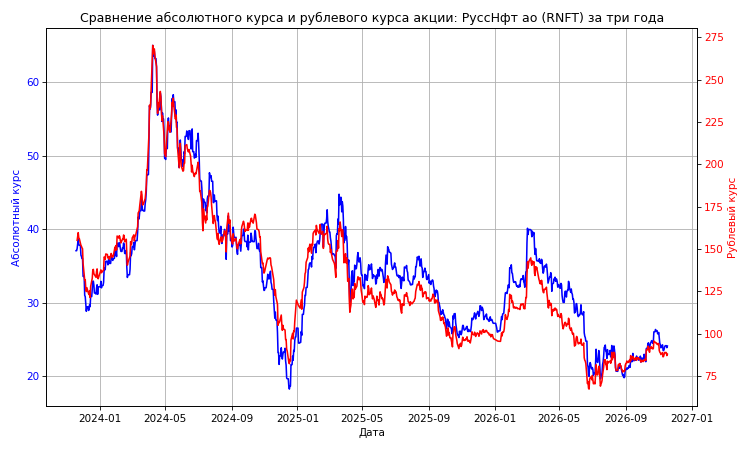 Сравнение абсолютного курса и рублевого курса акции: РуссНфт ао (RNFT) за три года
Абсолютный курс
60
50
40
30
20
275
250
225
200
175
150
125
100
75
Рублевый курс
2024-01 2024-05 2024-09 2025-01 2025-05 2025-09 2026-01 2026-05 2026-09 2027-01
Дата